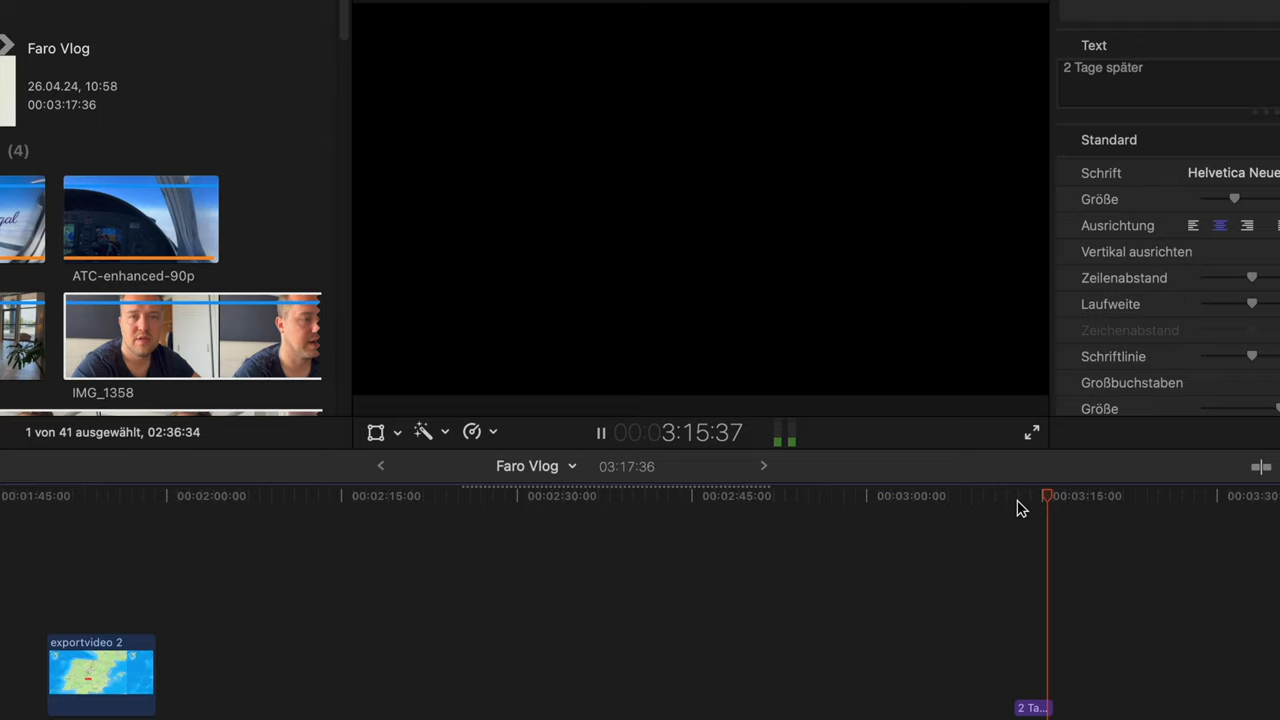 Faro Vlog
26.04.24, 10:58
00:03:17:36
(4)
ATC-enhanced-90p
IMG_1358
1 von 41 ausgewählt, 02:36:34
Text
2 Tage später
Standard
Schrift Helvetica Neue
Größe
Ausrichtung
Vertikal ausrichten
Zeilenabstand
Laufweite
Zeichenabstand
Schriftlinie
Großbuchstaben
Größe
00:03:15:37
Faro Vlog 03:17:36
00:01:45:00 00:02:00:00 00:02:15:00 00:02:30:00 00:02:45:00 00:03:00:00 00:03:15:00 00:03:30
exportvideo 2
2 Ta...